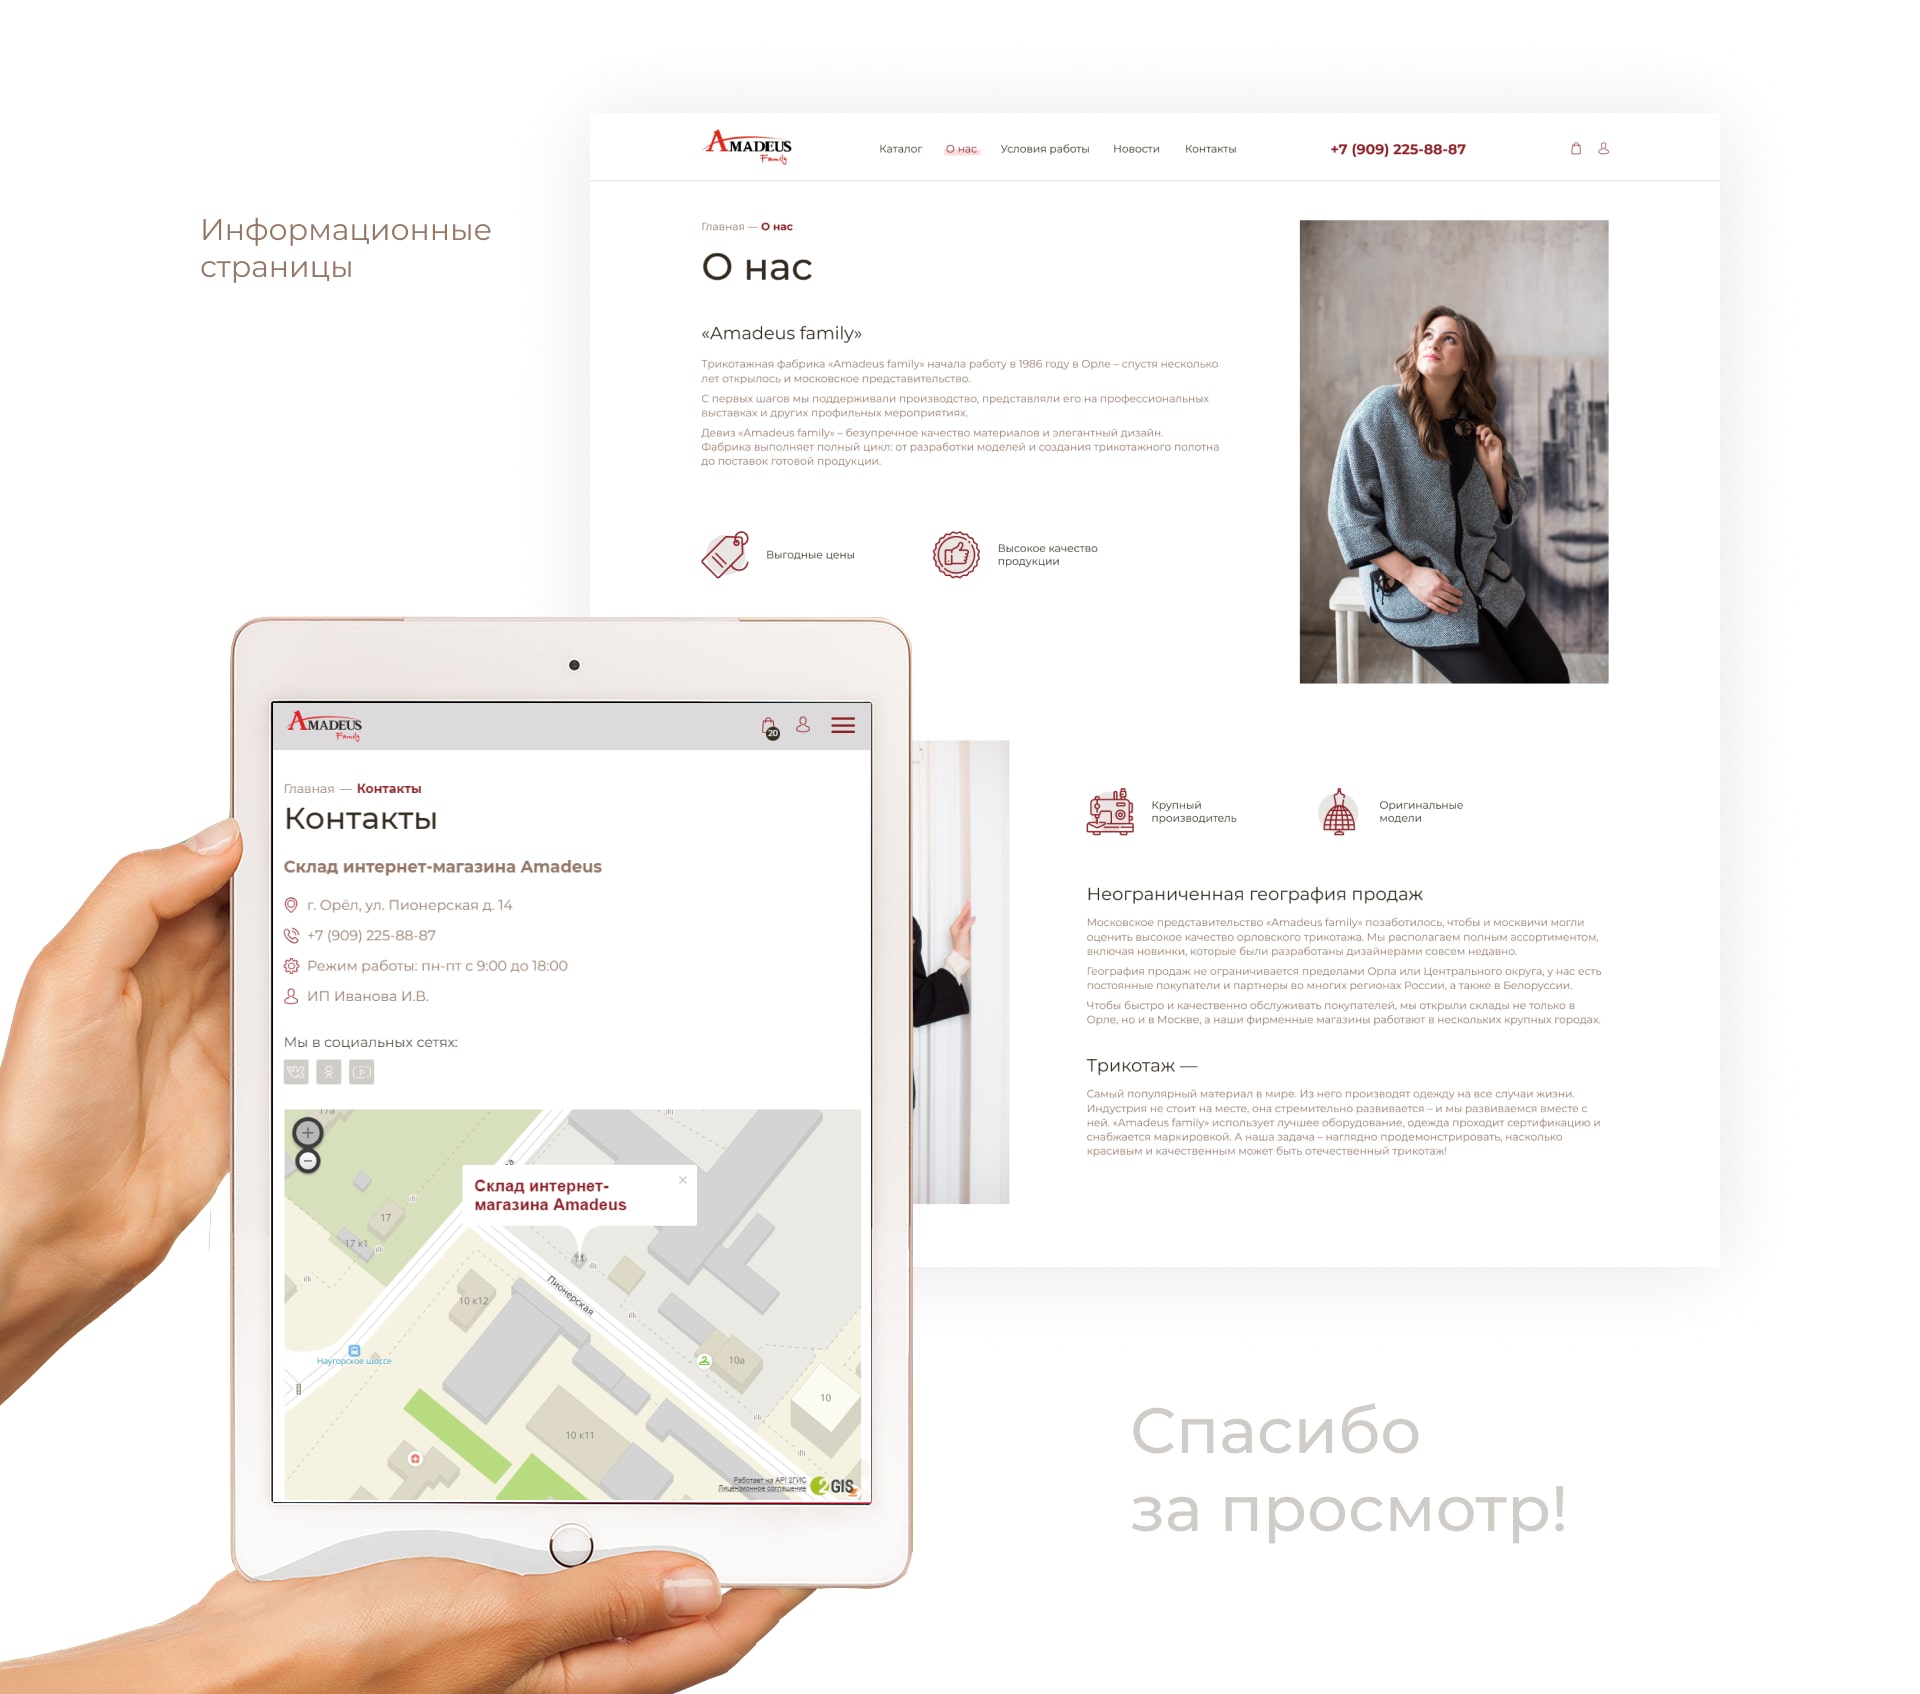 Информационные
страницы
AMADEUS
Family
Каталог
О нас
Условия работы
Новости
Контакты
+7 (909) 225-88-87
Главная — О нас
О нас
«Amadeus family»
Трикотажная фабрика «Amadeus family» начала работу в 1986 году в Орле – спустя несколько
лет открылось и московское представительство.
С первых шагов мы поддерживали производство, представляли его на профессиональных
выставках и других профильных мероприятиях.
Девиз «Amadeus family» – безупречное качество материалов и элегантный дизайн.
Фабрика выполняет полный цикл: от разработки моделей и создания трикотажного полотна
до поставок готовой продукции.
Выгодные цены
Высокое качество
продукции
Крупный
производитель
Оригинальные
модели
Неограниченная география продаж
Московское представительство «Amadeus family» позаботилось, чтобы и москвичи могли
оценить высокое качество орловского трикотажа. Мы располагаем полным ассортиментом,
включая новинки, которые были разработаны дизайнерами совсем недавно.
География продаж не ограничивается пределами Орла или Центрального округа, у нас есть
постоянные покупатели и партнеры во многих регионах России, а также в Белоруссии.
Чтобы быстро и качественно обслуживать покупателей, мы открыли склады не только в
Орле, но и в Москве, а наши фирменные магазины работают в нескольких крупных городах.
Трикотаж —
Самый популярный материал в мире. Из него производят одежду на все случаи жизни.
Индустрия не стоит на месте, она стремительно развивается – и мы развиваемся вместе с
ней. «Amadeus family» использует лучшее оборудование, одежда проходит сертификацию и
снабжается маркировкой. А наша задача – наглядно продемонстрировать, насколько
красивым и качественным может быть отечественный трикотаж!
AMADEUS
Family
20
Главная — Контакты
Контакты
Склад интернет-магазина Amadeus
г. Орёл, ул. Пионерская д. 14
+7 (909) 225-88-87
Режим работы: пн-пт с 9:00 до 18:00
ИП Иванова И.В.
Мы в социальных сетях:
17а
Склад интернет-
магазина Amadeus
17
17 к1
14
Пионерская
10 к12
Наугорское шоссе
10а
10
10 к11
Работает на API 2ГИС
Лицензионное соглашение
2GIS
Спасибо
за просмотр!